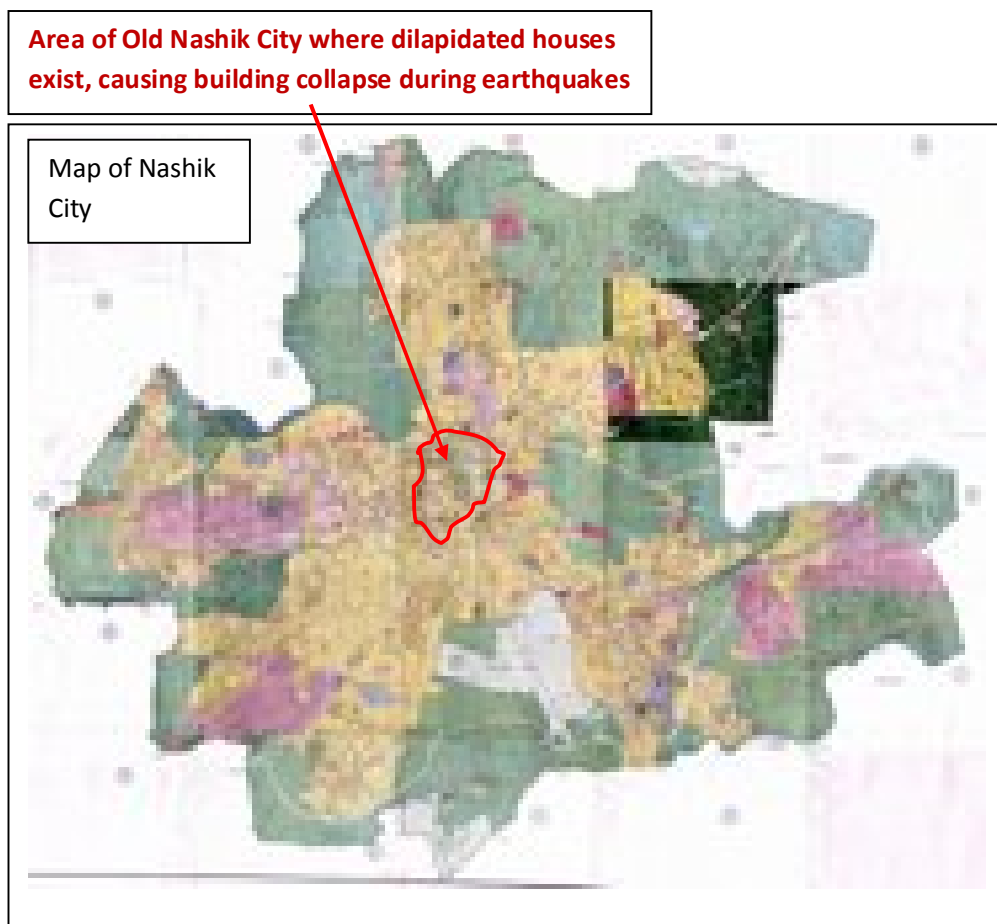 Area of Old Nashik City where dilapidated houses
exist, causing building collapse during earthquakes
Map of Nashik
City